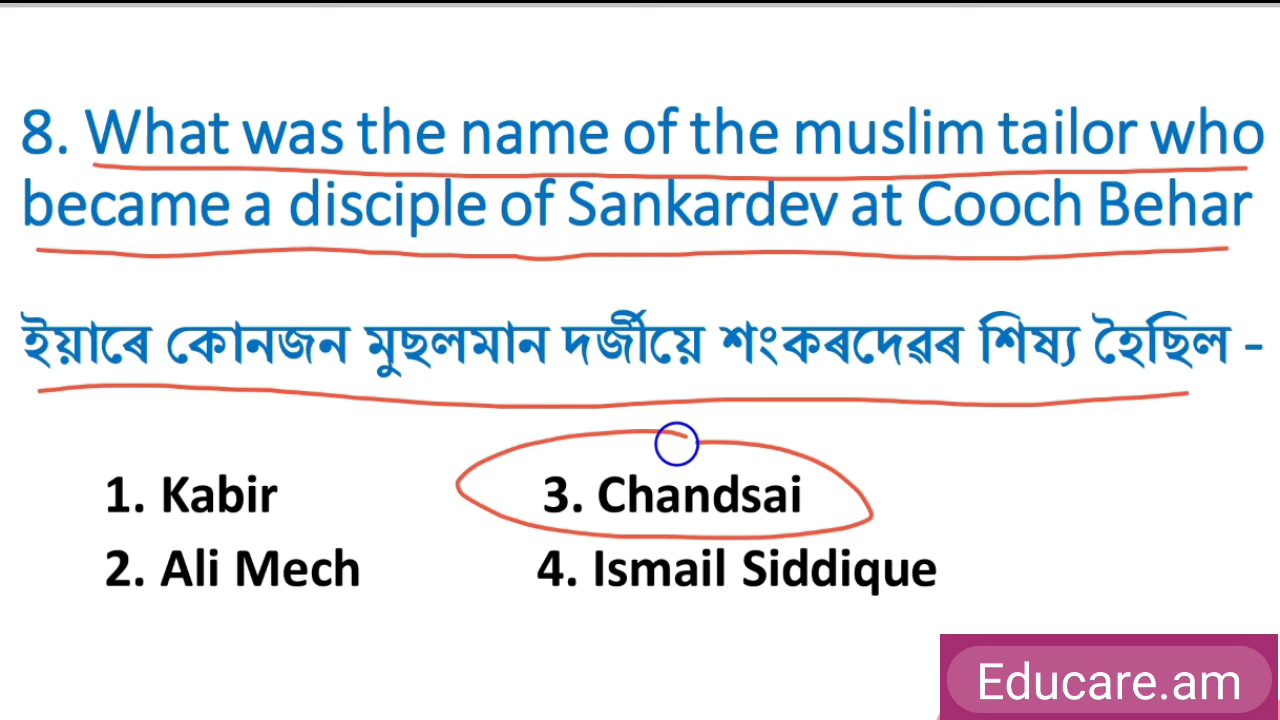 8. What was the name of the muslim tailor who
became a disciple of Sankardev at Cooch Behar
ইয়াৰে কোনজন মুছলমান দৰ্জীয়ে শংকৰদেৱৰ শিষ্য হৈছিল -
1. Kabir 3. Chandsai
2. Ali Mech 4. Ismail Siddique
Educare.am